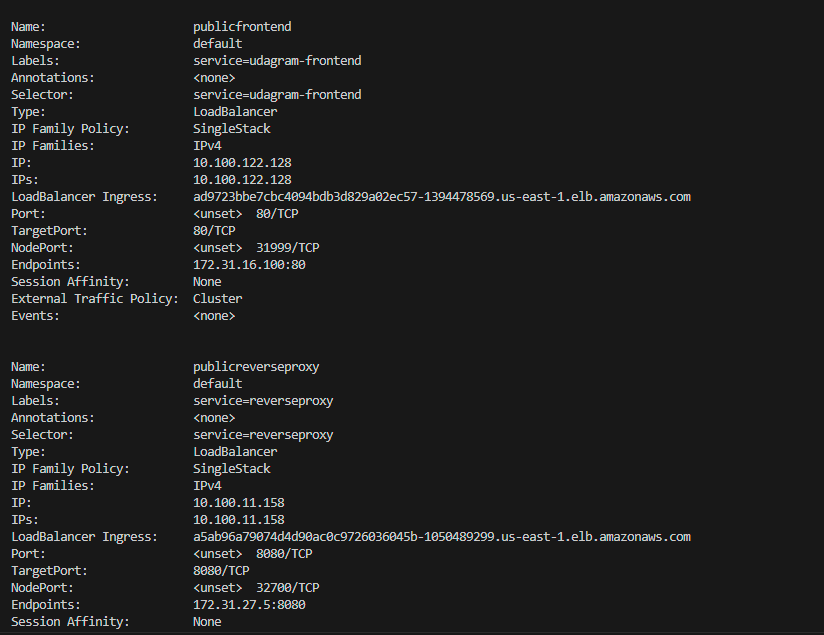 Name: publicfrontend
Namespace: default
Labels: service=udagram-frontend
Annotations: <none>
Selector: service=udagram-frontend
Type: LoadBalancer
IP Family Policy: SingleStack
IP Families: IPv4
IP: 10.100.122.128
IPs: 10.100.122.128
LoadBalancer Ingress: ad9723bbe7cbc4094bdb3d829a02ec57-1394478569.us-east-1.elb.amazonaws.com
Port: <unset> 80/TCP
TargetPort: 80/TCP
NodePort: <unset> 31999/TCP
Endpoints: 172.31.16.100:80
Session Affinity: None
External Traffic Policy: Cluster
Events: <none>
Name: publicreverseproxy
Namespace: default
Labels: service=reverseproxy
Annotations: <none>
Selector: service=reverseproxy
Type: LoadBalancer
IP Family Policy: SingleStack
IP Families: IPv4
IP: 10.100.11.158
IPs: 10.100.11.158
LoadBalancer Ingress: a5ab96a79074d4d90ac0c9726036045b-1050489299.us-east-1.elb.amazonaws.com
Port: <unset> 8080/TCP
TargetPort: 8080/TCP
NodePort: <unset> 32700/TCP
Endpoints: 172.31.27.5:8080
Session Affinity: None